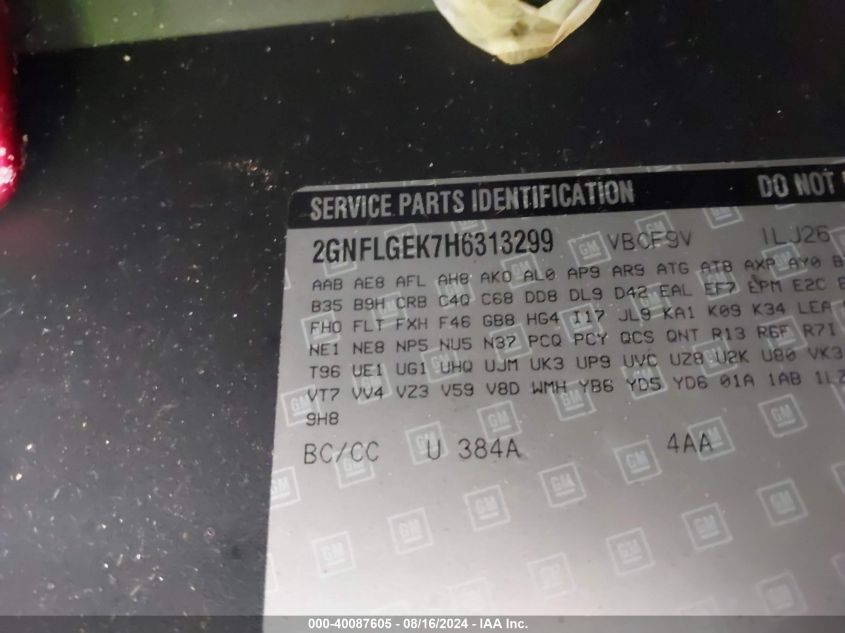 SERVICE PARTS IDENTIFICATION DO NOT
2GNFLGEK7H6313299 VBCF9V 1LJ26
AAB AE8 AFL AH8 AKO AL0 AP9 AR9 ATG AT8 AXP AY0
B35 B9H CRB C4Q C68 DD8 DL9 D42 EAL EF7 EPM E2C
FHO FLT FXH F46 GB8 HG4 I17 JL9 KA1 K09 K34 LEA
NE1 NE8 NP5 NU5 N37 PCQ PCY QCS QNT R13 R6F R7I
T96 UE1 UG1 UHQ UJM UK3 UP9 UVC UZ8 U2K U80 VK3
VT7 VV4 VZ3 V59 V8D WMH YB6 YD5 YD6 01A 1AB 1LZ
9H8
BC/CC U 384A 4AA
GM
000-40087605 - 08/16/2024 - IAA Inc.